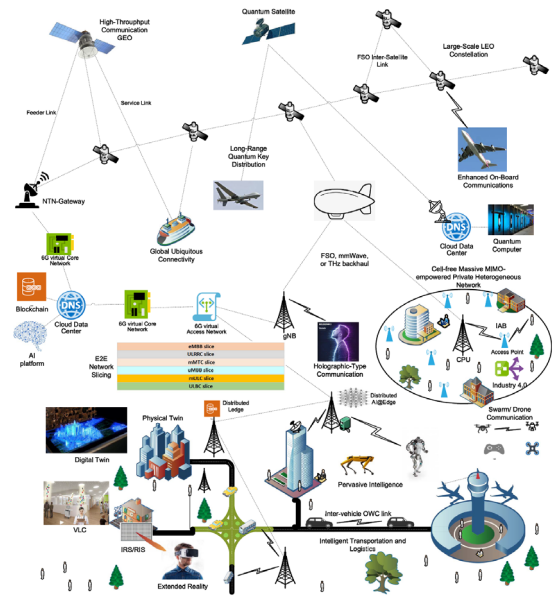 High-Throughput
Communication
GEO
Quantum Satellite
Large-Scale LEO
Constellation
FSO Inter-Satellite
Link
Feeder Link
Service Link
Long-Range
Quantum Key
Distribution
Enhanced On-Board
Communications
NTN-Gateway
Global Ubiquitous
Connectivity
DNS
Cloud Data
Center
Quantum
Computer
6G virtual Core
Network
FSO, mmWave,
or THz backhaul
Cell-free Massive MIMO-
empowered Private Heterogeneous
Network
Blockchain
DNS
Cloud Data
Center
6G virtual
Core Network
6G virtual
Access Network
gNB
AI
platform
E2E
Network
Slicing
eMBB slice
URLLC slice
mMTC slice
uMBB slice
mULC slice
ULBC slice
Holographic-Type
Communication
IAB
CPU
Access Point
Industry 4.0
Distributed
Ledge
Distributed
AI@Edge
Swarm/ Drone
Communication
Physical Twin
Digital Twin
Pervasive Intelligence
VLC
IRS/RIS
Inter-vehicle OWC link
Intelligent Transportation and
Logistics
Extended Reality